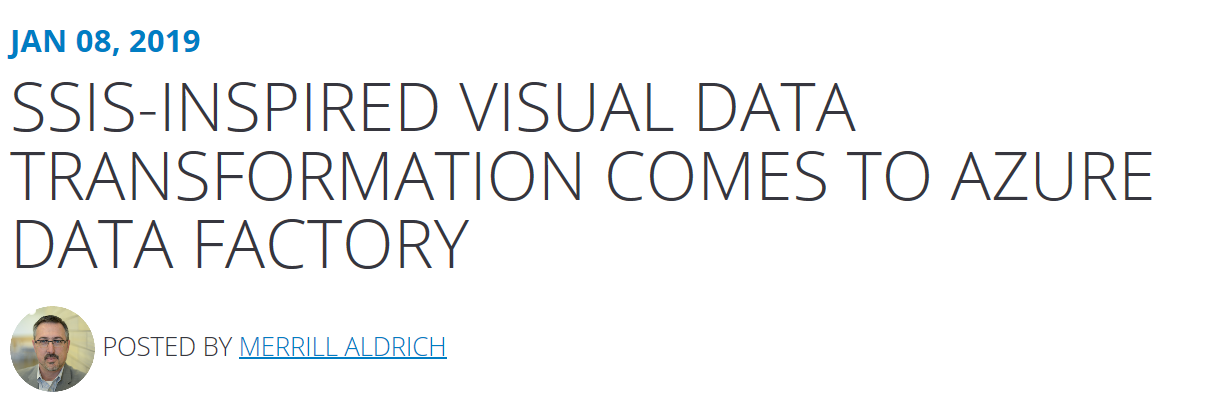 JAN 08, 2019
SSIS-INSPIRED VISUAL DATA
TRANSFORMATION COMES TO AZURE
DATA FACTORY
POSTED BY MERRILL ALDRICH